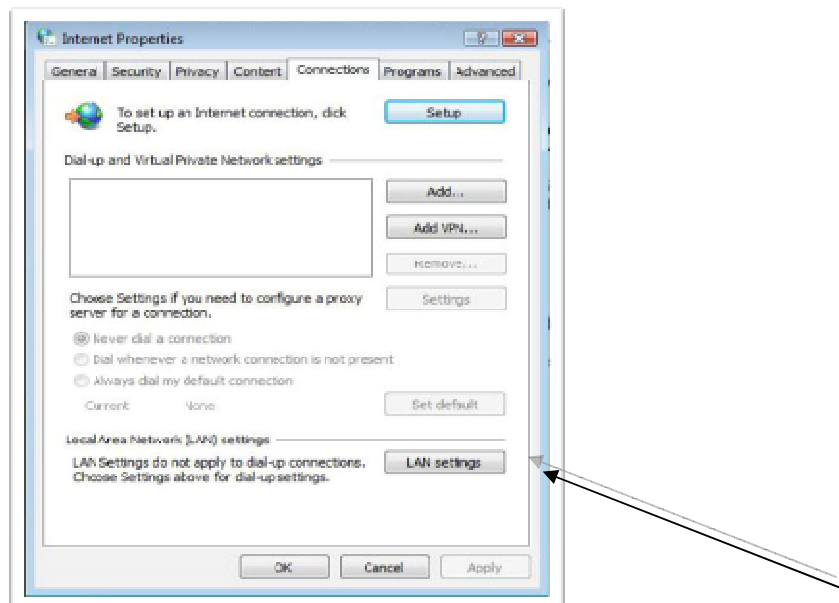 Internet Properties
General Security Privacy Content Connections Programs Advanced
To set up an Internet connection, click
Setup.
Setup
Dial-up and Virtual Private Network settings
Add...
Add VPN...
Remove...
Choose Settings if you need to configure a proxy
server for a connection.
Settings
Never dial a connection
Dial whenever a network connection is not present
Always dial my default connection
Current None
Set default
Local Area Network (LAN) settings
LAN Settings do not apply to dial-up connections.
Choose Settings above for dial-up settings.
LAN settings
OK Cancel Apply